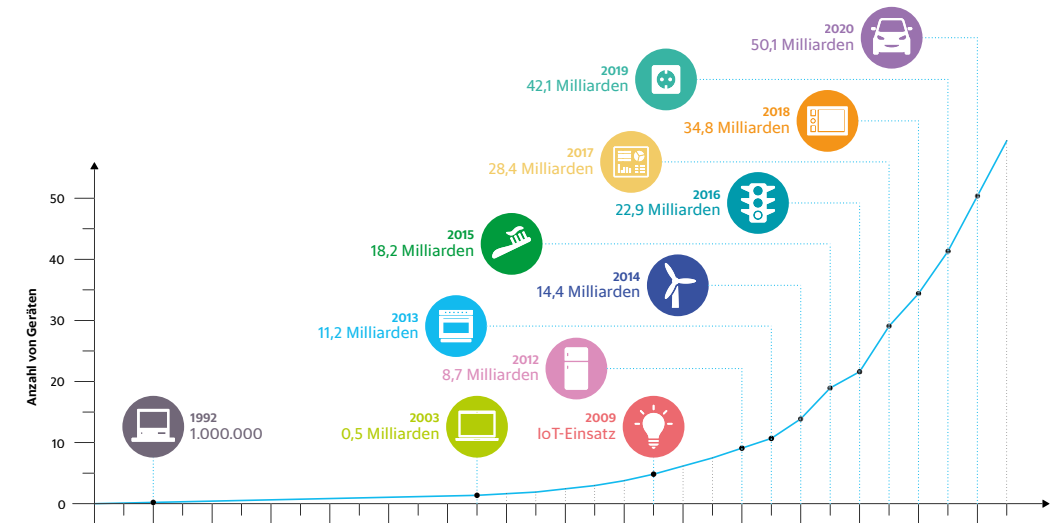 2020
50,1 Milliarden
2019
42,1 Milliarden
2018
34,8 Milliarden
2017
28,4 Milliarden
2016
22,9 Milliarden
2015
18,2 Milliarden
2014
14,4 Milliarden
2013
11,2 Milliarden
2012
8,7 Milliarden
1992
1.000.000
2003
0,5 Milliarden
2009
IoT-Einsatz
Anzahl von Geräten
50
40
30
20
10
0